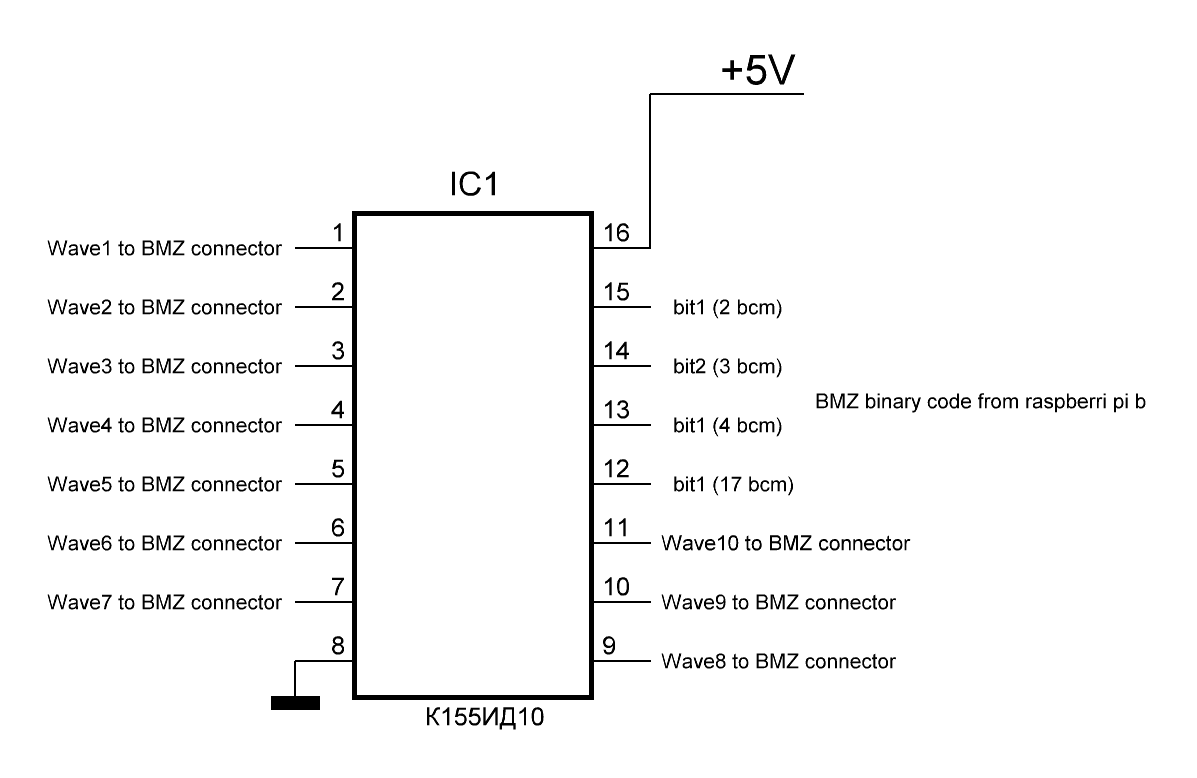 +5V
IC1
1
16
Wave1 to BMZ connector
2
15
Wave2 to BMZ connector
bit1 (2 bcm)
3
14
Wave3 to BMZ connector
bit2 (3 bcm)
BMZ binary code from raspberri pi b
4
13
Wave4 to BMZ connector
bit1 (4 bcm)
5
12
Wave5 to BMZ connector
bit1 (17 bcm)
6
11
Wave6 to BMZ connector
Wave10 to BMZ connector
7
10
Wave7 to BMZ connector
Wave9 to BMZ connector
8
9
Wave8 to BMZ connector
К155ИД10